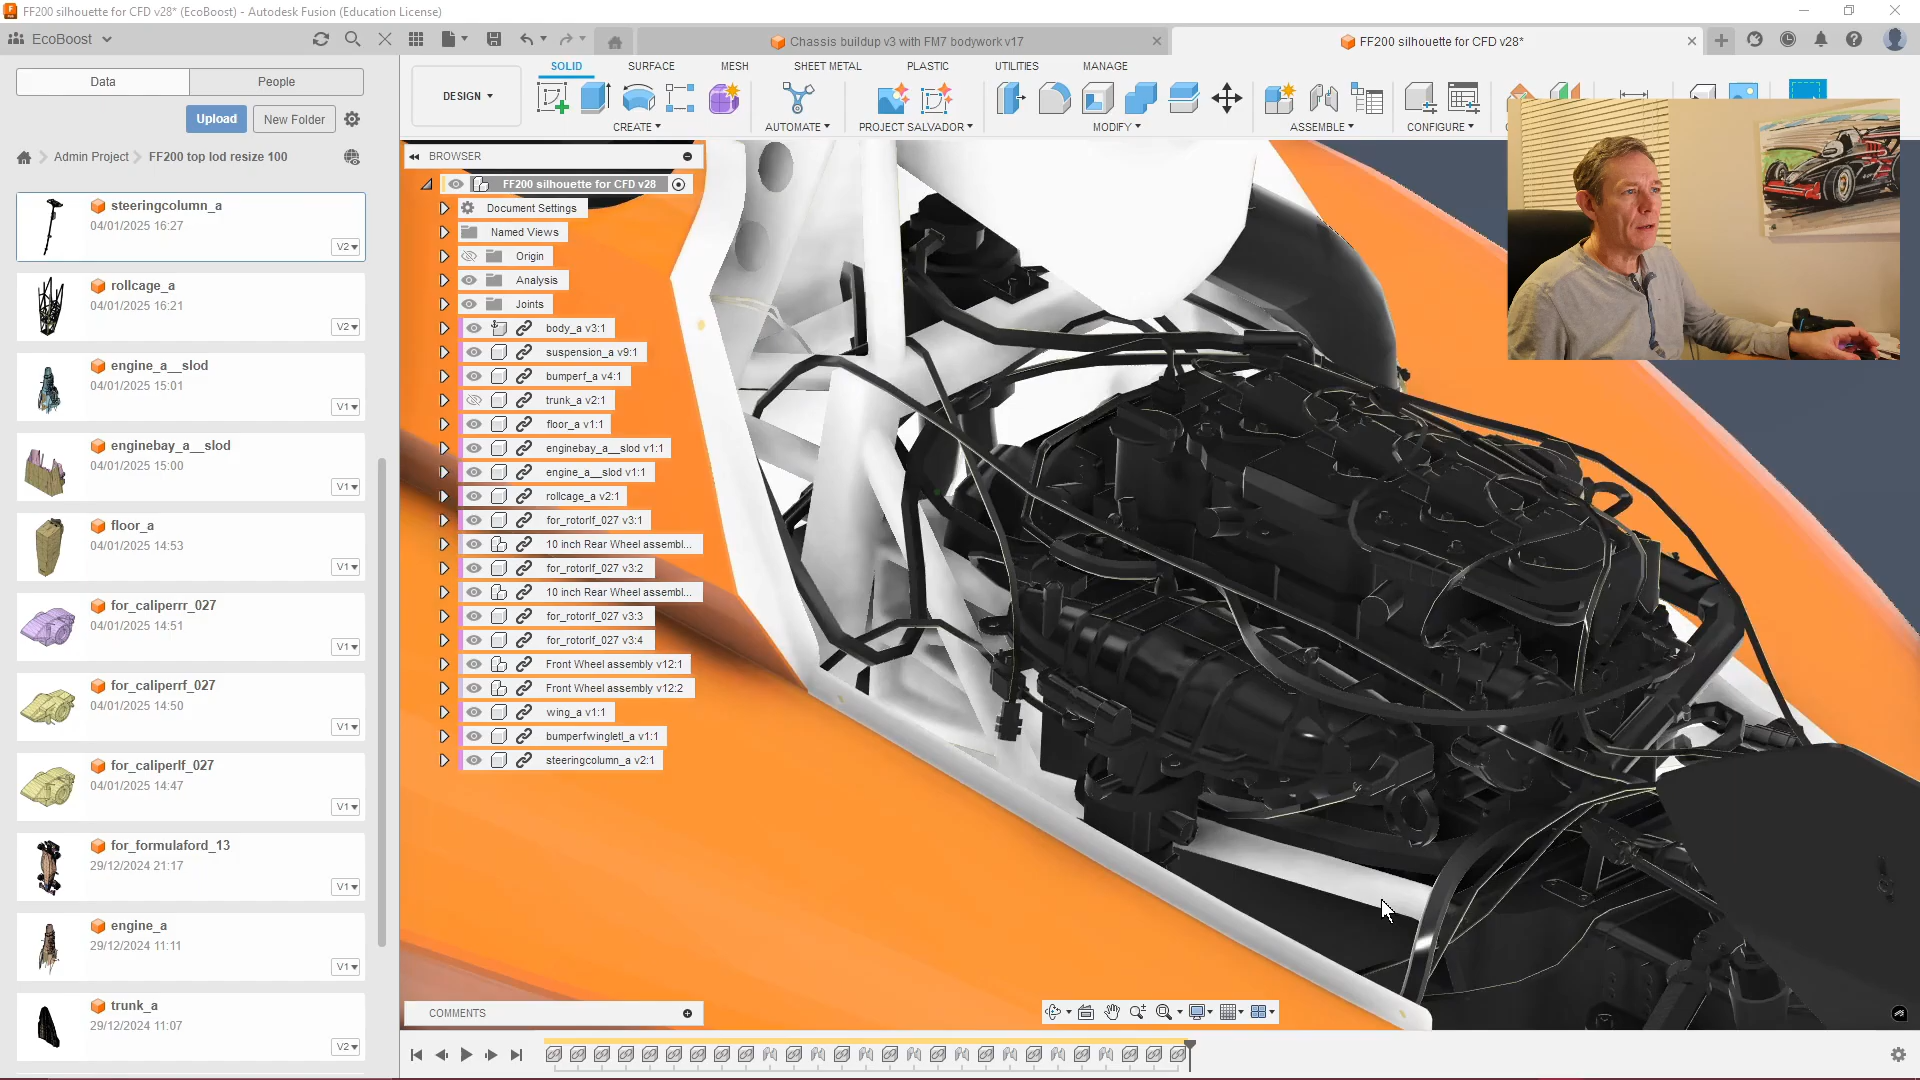 FF200 silhouette for CFD v28* (EcoBoost) - Autodesk Fusion (Education License)
EcoBoost
Chassis buildup v3 with FM7 bodywork v17
FF200 silhouette for CFD v28*
Data
People
Upload
New Folder
Admin Project
FF200 top lod resize 100
DESIGN
SOLID
SURFACE
MESH
SHEET METAL
PLASTIC
UTILITIES
MANAGE
CREATE
AUTOMATE
PROJECT SALVADOR
MODIFY
ASSEMBLE
CONFIGURE
steeringcolumn_a
04/01/2025 16:27
V2
rollcage_a
04/01/2025 16:21
V2
engine_a__slod
04/01/2025 15:01
V1
enginebay_a__slod
04/01/2025 15:00
V1
floor_a
04/01/2025 14:53
V1
for_caliperrr_027
04/01/2025 14:51
V1
for_caliperrf_027
04/01/2025 14:50
V1
for_caliperlf_027
04/01/2025 14:47
V1
for_formulaford_13
29/12/2024 21:17
V1
engine_a
29/12/2024 11:11
V1
trunk_a
29/12/2024 11:07
V2
BROWSER
FF200 silhouette for CFD v28
Document Settings
Named Views
Origin
Analysis
Joints
body_a v3:1
suspension_a v9:1
bumperf_a v4:1
trunk_a v2:1
floor_a v1:1
enginebay_a__slod v1:1
engine_a__slod v1:1
rollcage_a v2:1
for_rotorlf_027 v3:1
10 inch Rear Wheel assembl...
for_rotorlf_027 v3:2
10 inch Rear Wheel assembl...
for_rotorlf_027 v3:3
for_rotorlf_027 v3:4
Front Wheel assembly v12:1
Front Wheel assembly v12:2
wing_a v1:1
bumperfwingletl_a v1:1
steeringcolumn_a v2:1
COMMENTS